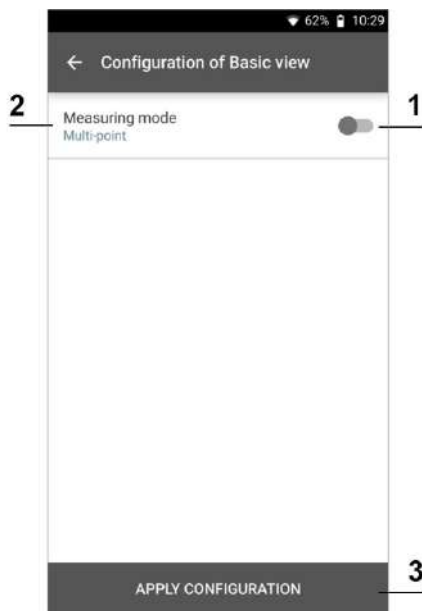 62% 10:29
← Configuration of Basic view
2
Measuring mode
1
Multi-point
APPLY CONFIGURATION
3